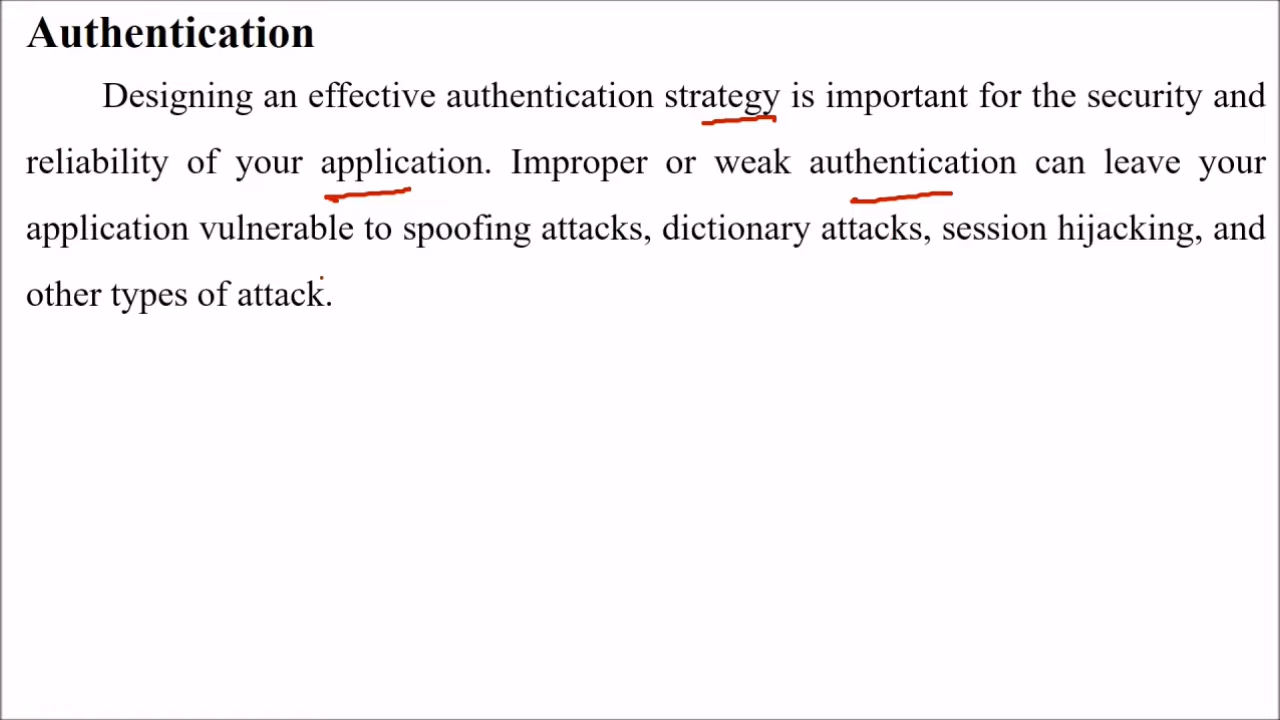 Authentication
Designing an effective authentication strategy is important for the security and
reliability of your application. Improper or weak authentication can leave your
application vulnerable to spoofing attacks, dictionary attacks, session hijacking, and
other types of attack.